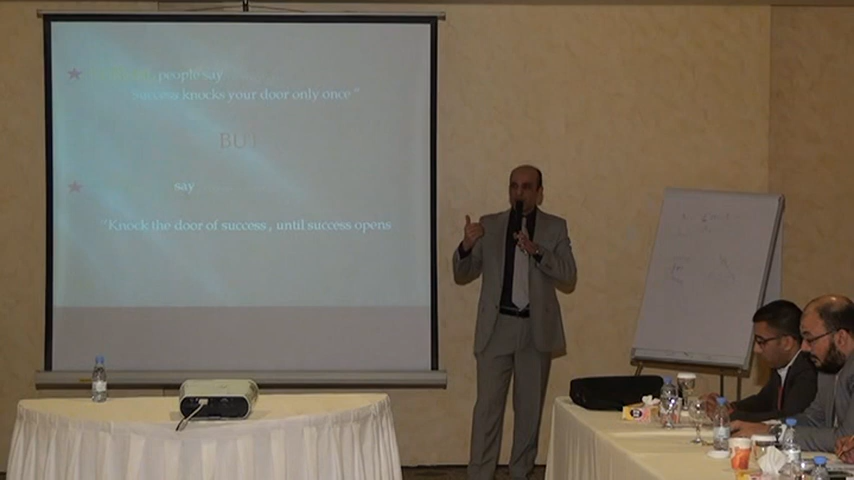 people say
Success knocks your door only once "
BUT
say
"Knock the door of success , until success opens